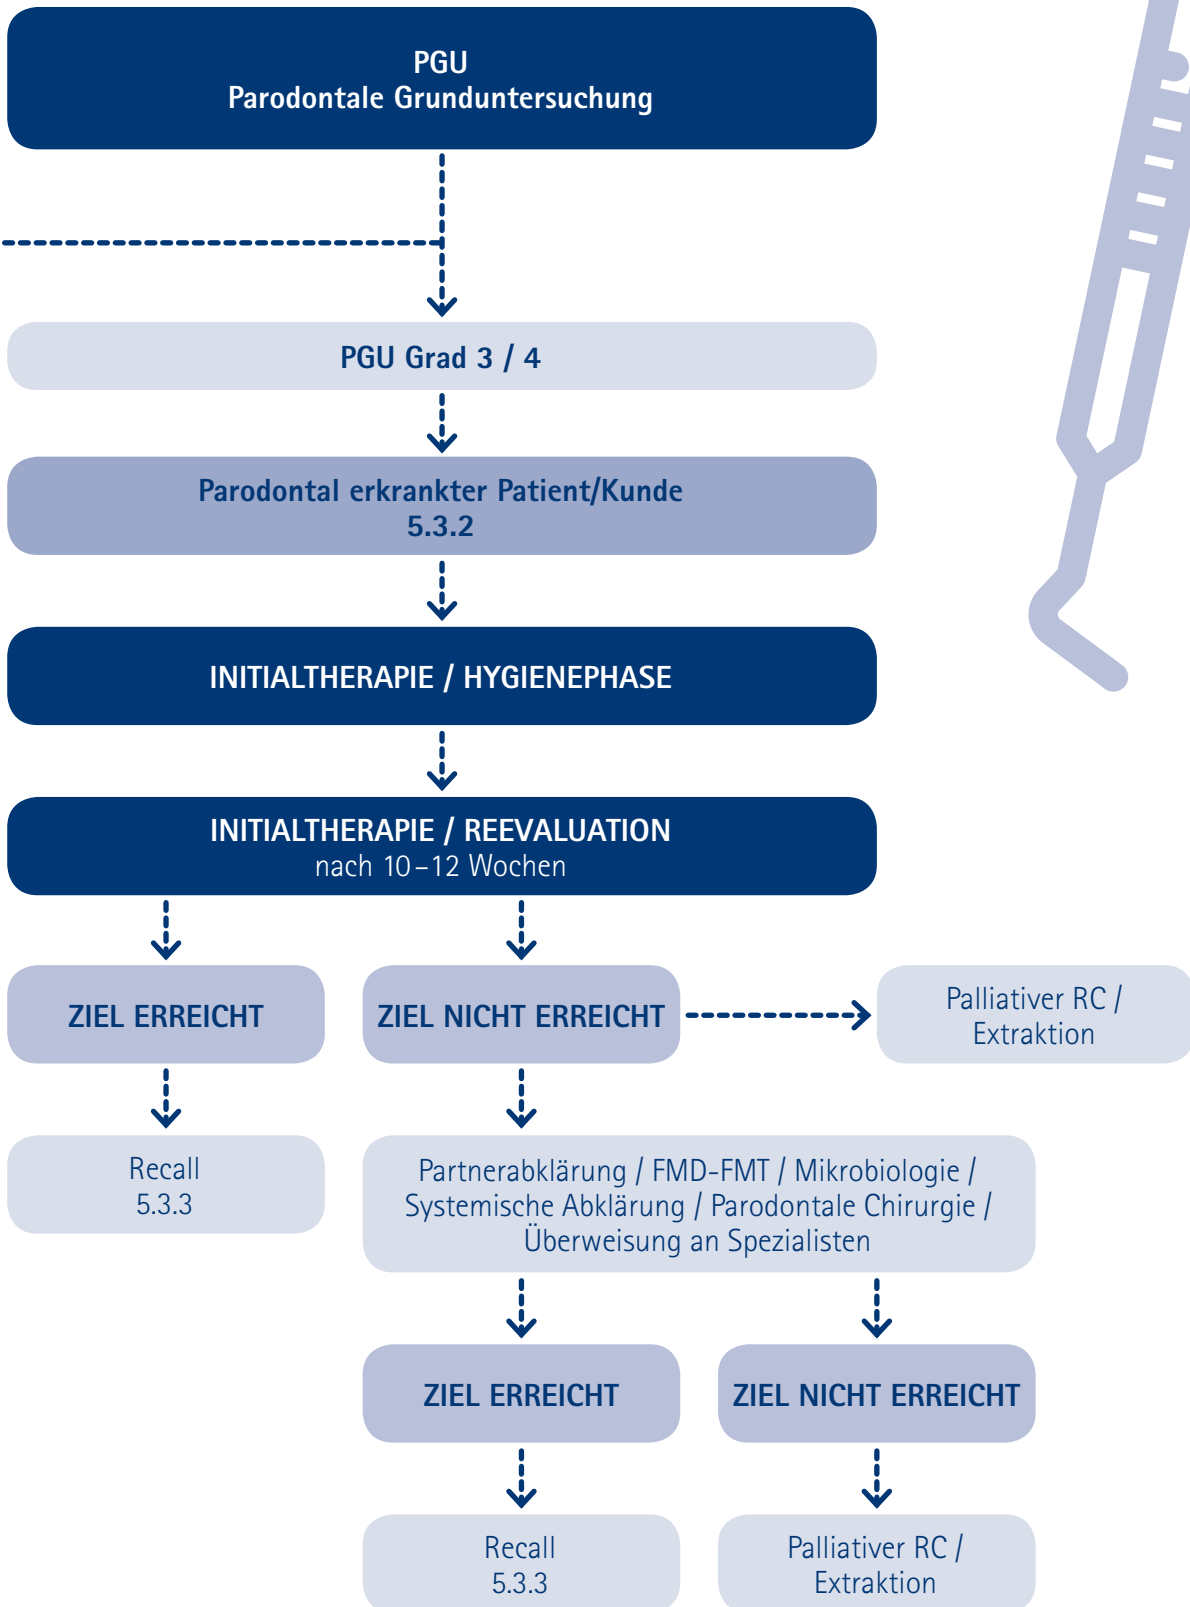 PGU
Parodontale Grunduntersuchung
PGU Grad 3 / 4
Parodontal erkrankter Patient/Kunde
5.3.2
INITIALTHERAPIE / HYGIENEPHASE
INITIALTHERAPIE / REEVALUATION
nach 10–12 Wochen
ZIEL ERREICHT
ZIEL NICHT ERREICHT
Palliativer RC /
Extraktion
Recall
5.3.3
Partnerabklärung / FMD-FMT / Mikrobiologie /
Systemische Abklärung / Parodontale Chirurgie /
Überweisung an Spezialisten
ZIEL ERREICHT
ZIEL NICHT ERREICHT
Recall
5.3.3
Palliativer RC /
Extraktion